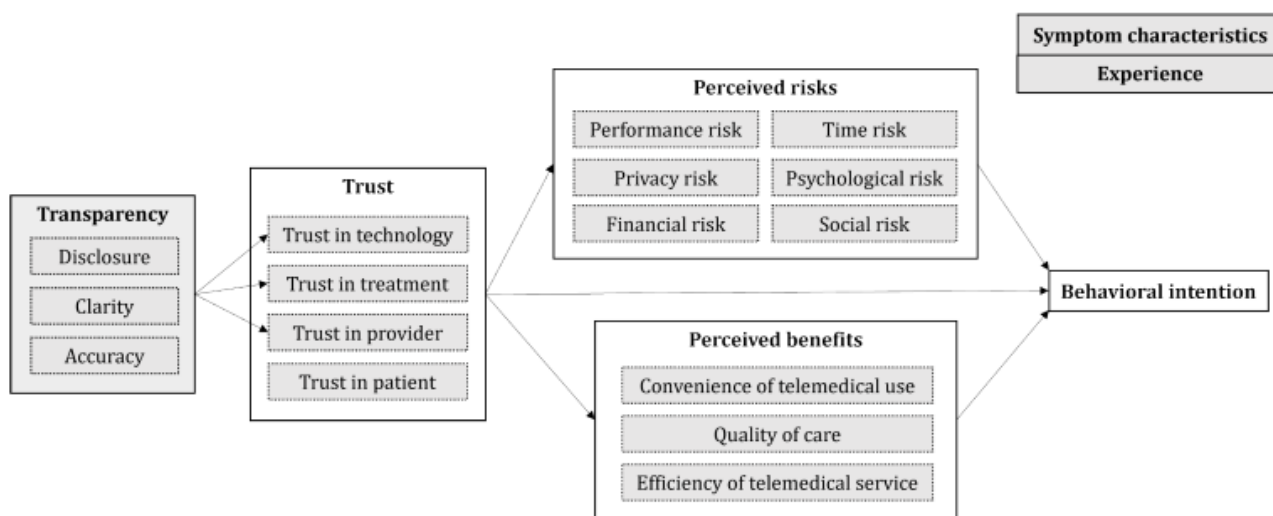 Symptom characteristics
Experience
Perceived risks
Performance risk
Time risk
Privacy risk
Psychological risk
Financial risk
Social risk
Trust
Trust in technology
Trust in treatment
Trust in provider
Trust in patient
Transparency
Disclosure
Clarity
Accuracy
Behavioral intention
Perceived benefits
Convenience of telemedical use
Quality of care
Efficiency of telemedical service